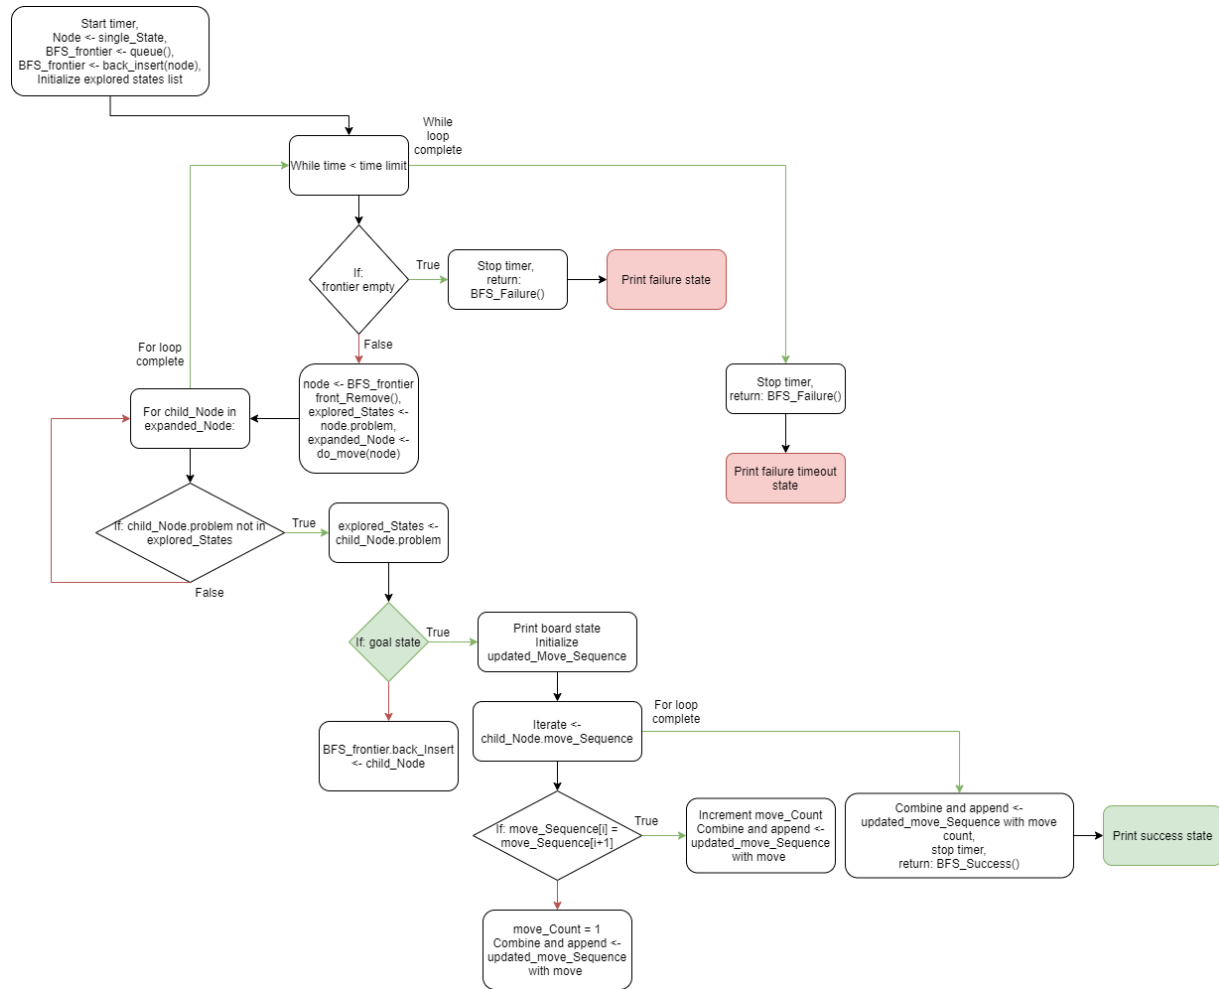 Start timer,
Node <- single_State,
BFS_frontier <- queue(),
BFS_frontier <- back_insert(node),
Initialize explored states list
While
loop
complete
While time < time limit
If:
frontier empty
True
Stop timer,
return:
BFS_Failure()
Print failure state
False
For loop
complete
node <- BFS_frontier
front_Remove(),
explored_States <-
node.problem,
expanded_Node <-
do_move(node)
Stop timer,
return: BFS_Failure()
For child_Node in
expanded_Node:
Print failure timeout
state
If: child_Node.problem not in
explored_States
True
explored_States <-
child_Node.problem
False
If: goal state
True
Print board state
Initialize
updated_Move_Sequence
For loop
complete
Iterate <-
child_Node.move_Sequence
BFS_frontier.back_Insert
<- child_Node
If: move_Sequence[i] =
move_Sequence[i+1]
True
Increment move_Count
Combine and append <-
updated_move_Sequence
with move
Combine and append <-
updated_move_Sequence with move
count,
stop timer,
return: BFS_Success()
Print success state
move_Count = 1
Combine and append <-
updated_move_Sequence
with move